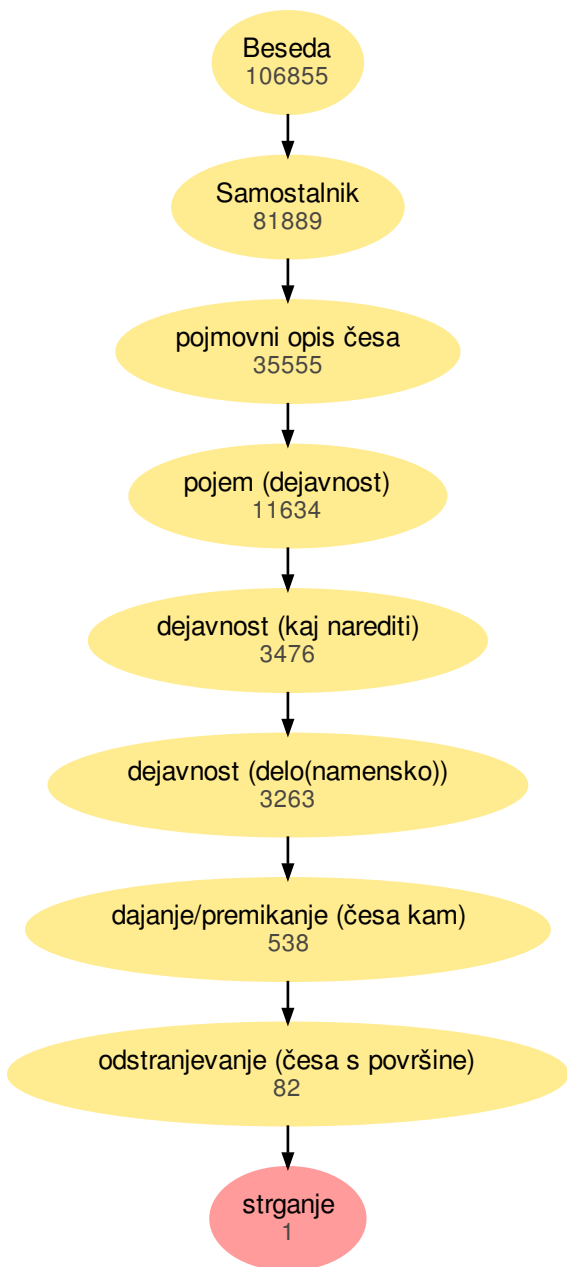 Beseda
106855
Samostalnik
81889
pojmovni opis česa
35555
pojem (dejavnost)
11634
dejavnost (kaj narediti)
3476
dejavnost (delo(namensko))
3263
dajanje/premikanje (česa kam)
538
odstranjevanje (česa s površine)
82
strganje
1